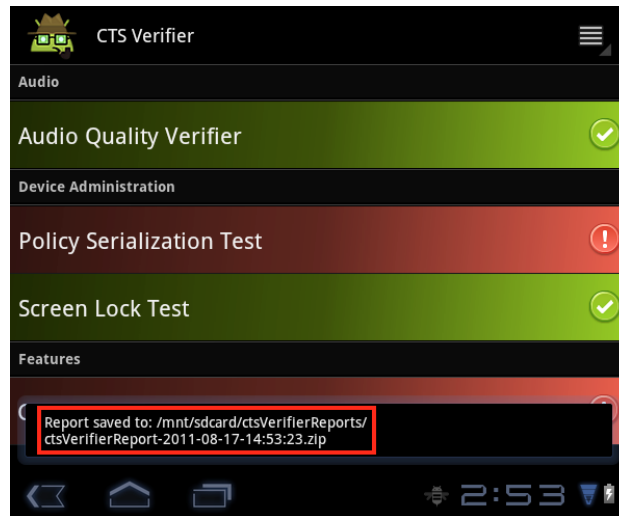 CTS Verifier
Audio
Audio Quality Verifier
Device Administration
Policy Serialization Test
Screen Lock Test
Features
Report saved to: /mnt/sdcard/ctsVerifierReports/
ctsVerifierReport-2011-08-17-14:53:23.zip
2:53